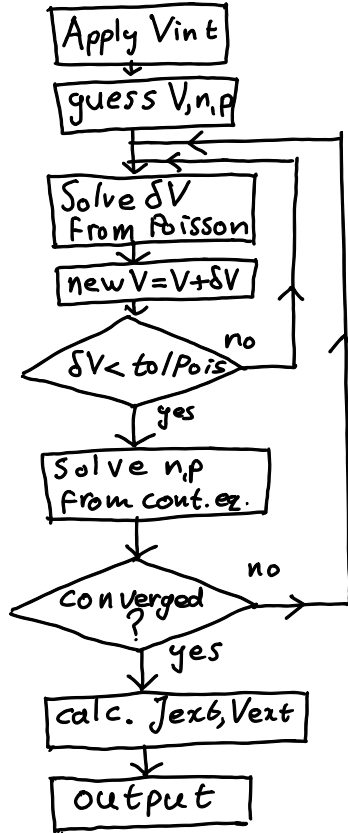 Apply Vint
guess V,n,p
Solve δV
from Poisson
new V=V+δV
no
δV< tolPois
yes
Solve n,p
from cont.eq.
no
converged
?
yes
calc. Jext,Vext
output